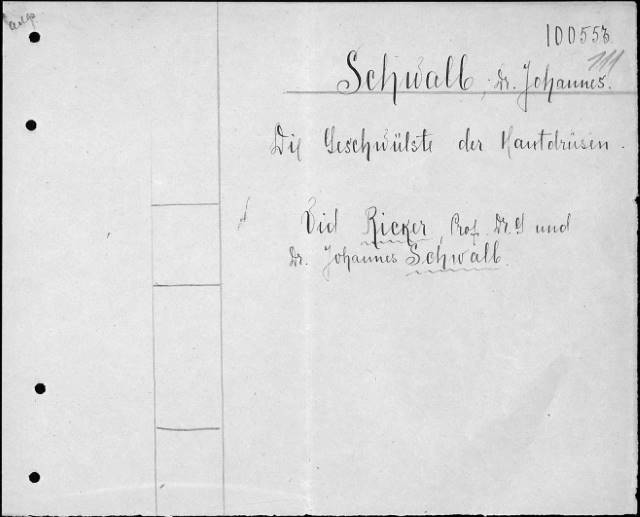 100553
Schwalb, Dr. Johannes.
Die Geschwülste der Hautdrüsen.
Vid Ricker, Prof. Dr. G und
Dr. Johannes Schwalb.